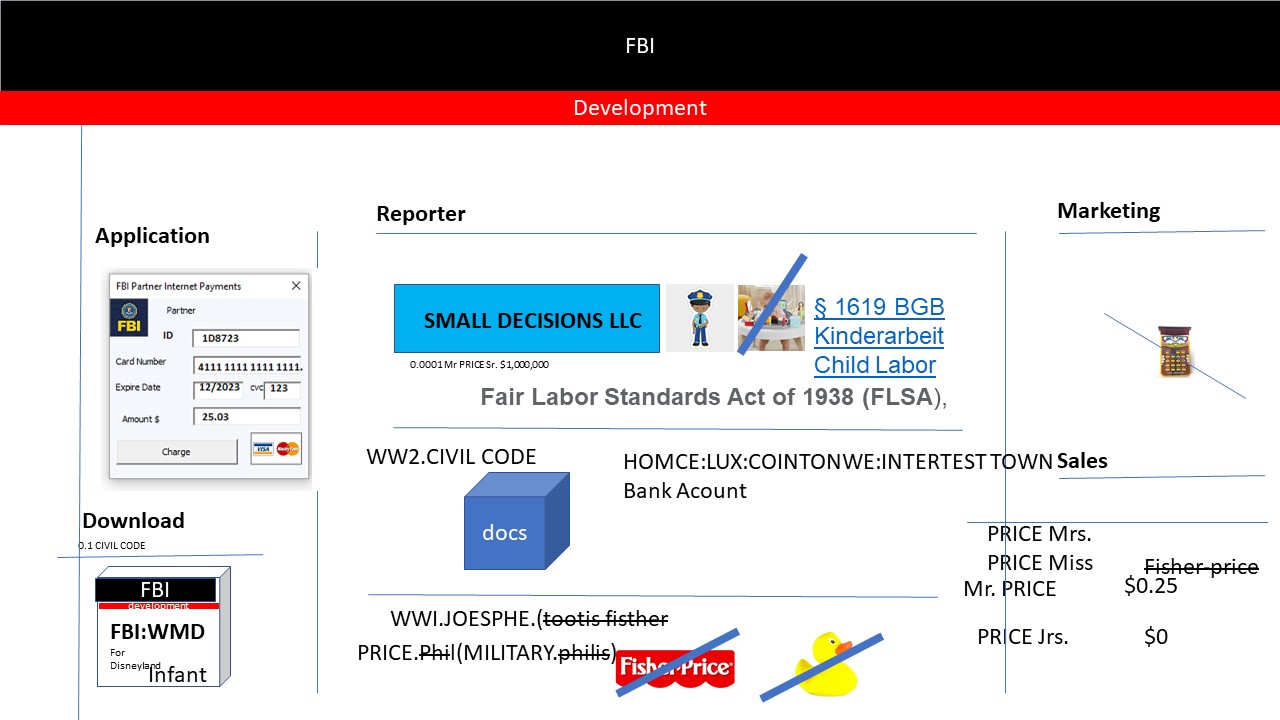 FBI
Development
Application
FBI Partner Internet Payments
FBI
Partner
ID
1D8723
Card Number
4111 1111 1111 1111.
Expire Date
12/2023
cvc
123
Amount $
25.03
Charge
VISA
MasterCard
Download
0.1 CIVIL CODE
FBI
development
FBI:WMD
For
Disneyland
Infant
Reporter
SMALL DECISIONS LLC
0.0001 Mr PRICE Sr. $1,000,000
§ 1619 BGB
Kinderarbeit
Child Labor
Fair Labor Standards Act of 1938 (FLSA),
WW2.CIVIL CODE
docs
HOMCE:LUX:COINTONWE:INTERTEST TOWN
Bank Acount
WWI.JOESPHE.(tootis fisther
PRICE.Phil(MILITARY.philis)
Fisher-Price
Marketing
Sales
PRICE Mrs.
PRICE Miss
Fisher-price
Mr. PRICE
$0.25
PRICE Jrs.
$0